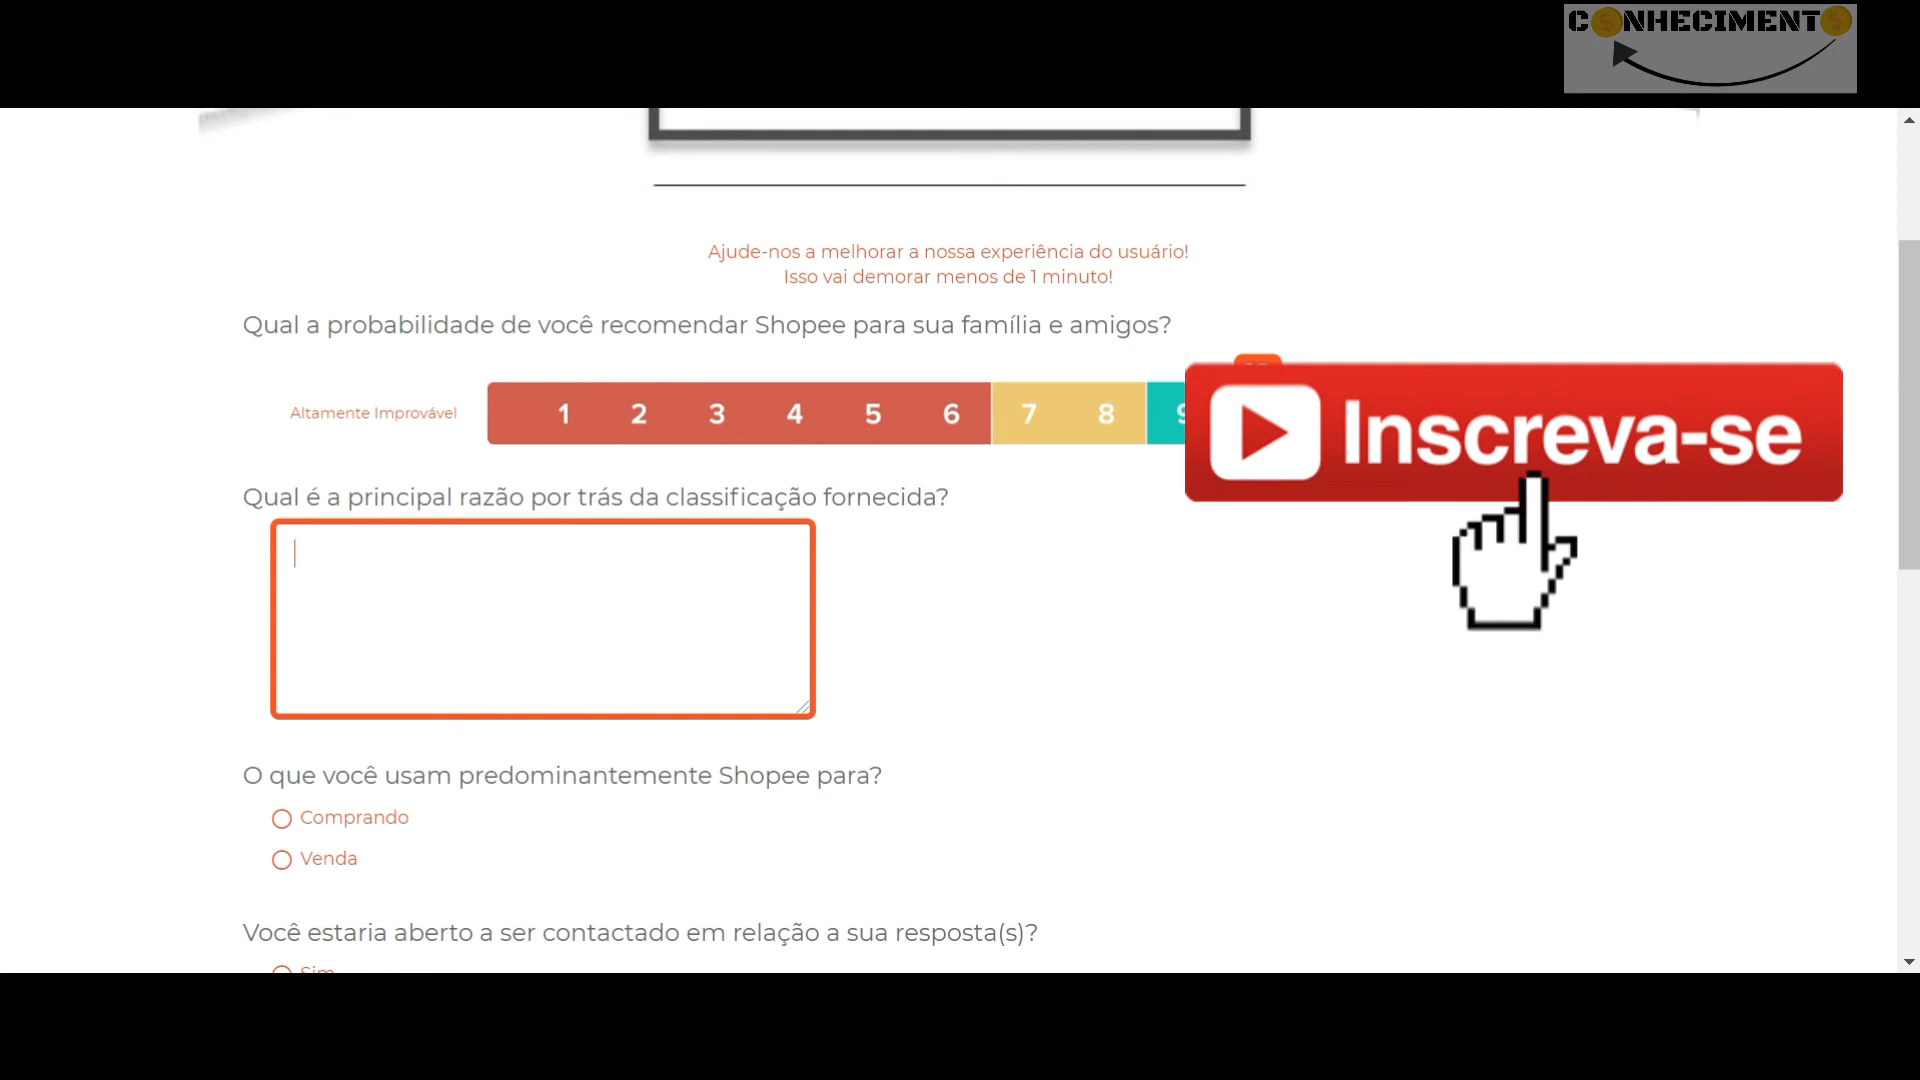 CONHECIMENTO
Ajude-nos a melhorar a nossa experiência do usuário!
Isso vai demorar menos de 1 minuto!
Qual a probabilidade de você recomendar Shopee para sua família e amigos?
Altamente Improvável 1 2 3 4 5 6 7 8 9
Inscreva-se
Qual é a principal razão por trás da classificação fornecida?
O que você usam predominantemente Shopee para?
Comprando
Venda
Você estaria aberto a ser contactado em relação a sua resposta(s)?
Sim